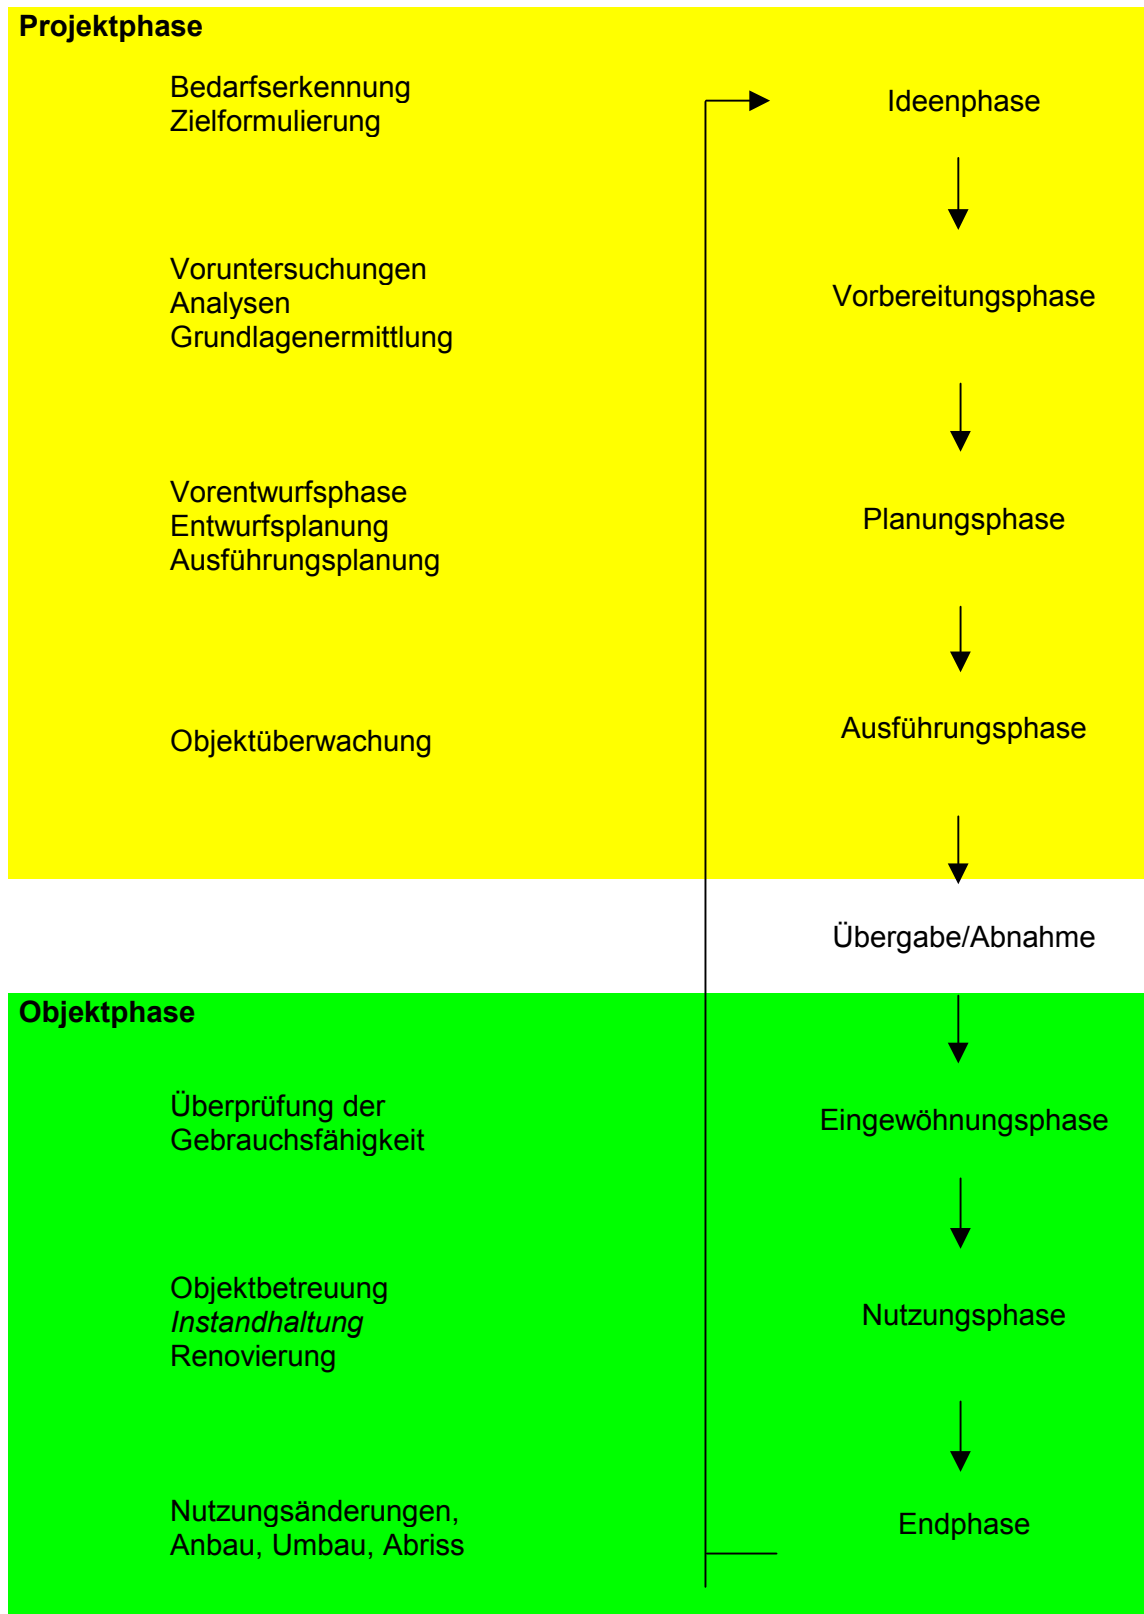 Projektphase
Bedarfserkennung
Zielformulierung
Ideenphase
Voruntersuchungen
Analysen
Grundlagenermittlung
Vorbereitungsphase
Vorentwurfsphase
Entwurfsplanung
Ausführungsplanung
Planungsphase
Objektüberwachung
Ausführungsphase
Übergabe/Abnahme
Objektphase
Überprüfung der
Gebrauchsfähigkeit
Eingewöhnungsphase
Objektbetreuung
Instandhaltung
Renovierung
Nutzungsphase
Nutzungsänderungen,
Anbau, Umbau, Abriss
Endphase